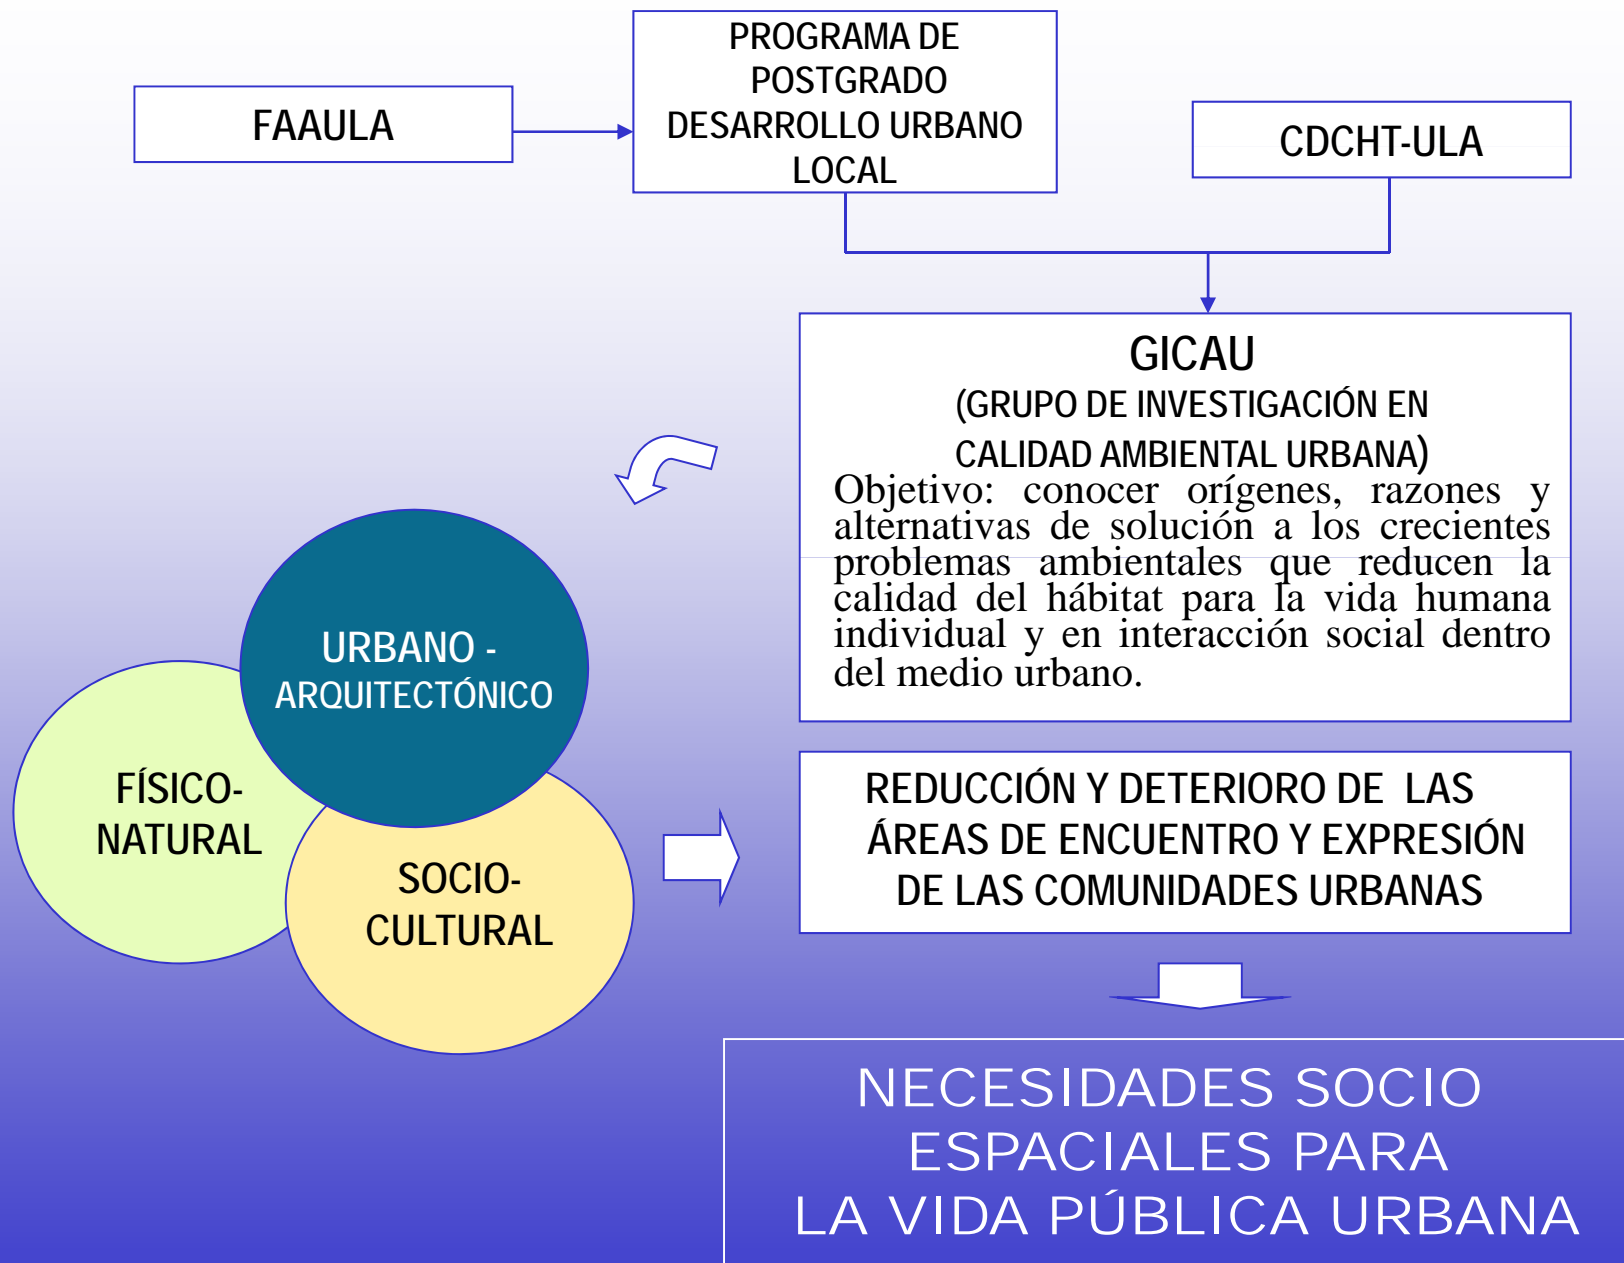 PROGRAMA DE
POSTGRADO
DESARROLLO URBANO
LOCAL
FAAULA
CDCHT-ULA
GICAU
(GRUPO DE INVESTIGACIÓN EN
CALIDAD AMBIENTAL URBANA)
Objetivo: conocer orígenes, razones y
alternativas de solución a los crecientes
problemas ambientales que reducen la
calidad del hábitat para la vida humana
individual y en interacción social dentro
del medio urbano.
URBANO -
ARQUITECTÓNICO
FÍSICO-
NATURAL
SOCIO-
CULTURAL
REDUCCIÓN Y DETERIORO DE LAS
ÁREAS DE ENCUENTRO Y EXPRESIÓN
DE LAS COMUNIDADES URBANAS
NECESIDADES SOCIO
ESPACIALES PARA
LA VIDA PÚBLICA URBANA